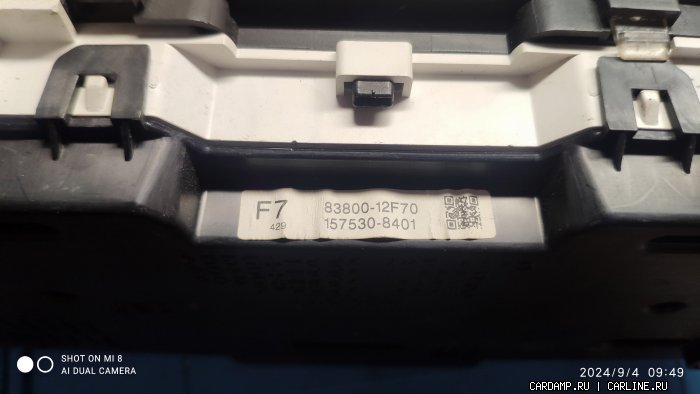 F7
429
83800-12F70
157530-8401
SHOT ON MI 8
AI DUAL CAMERA
2024/9/4 09:49
CARDAMP.RU | CARLINE.RU